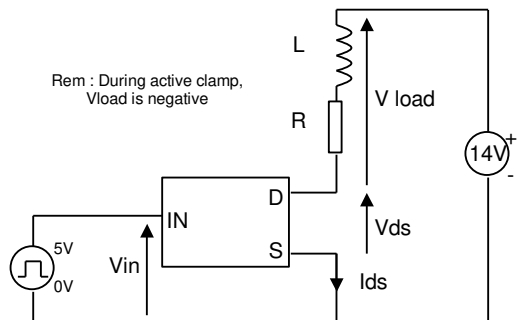 L
Rem : During active clamp,
Vload is negative
V load
R
14V
+
-
D
IN
Vds
S
5V
Vin
0V
Ids